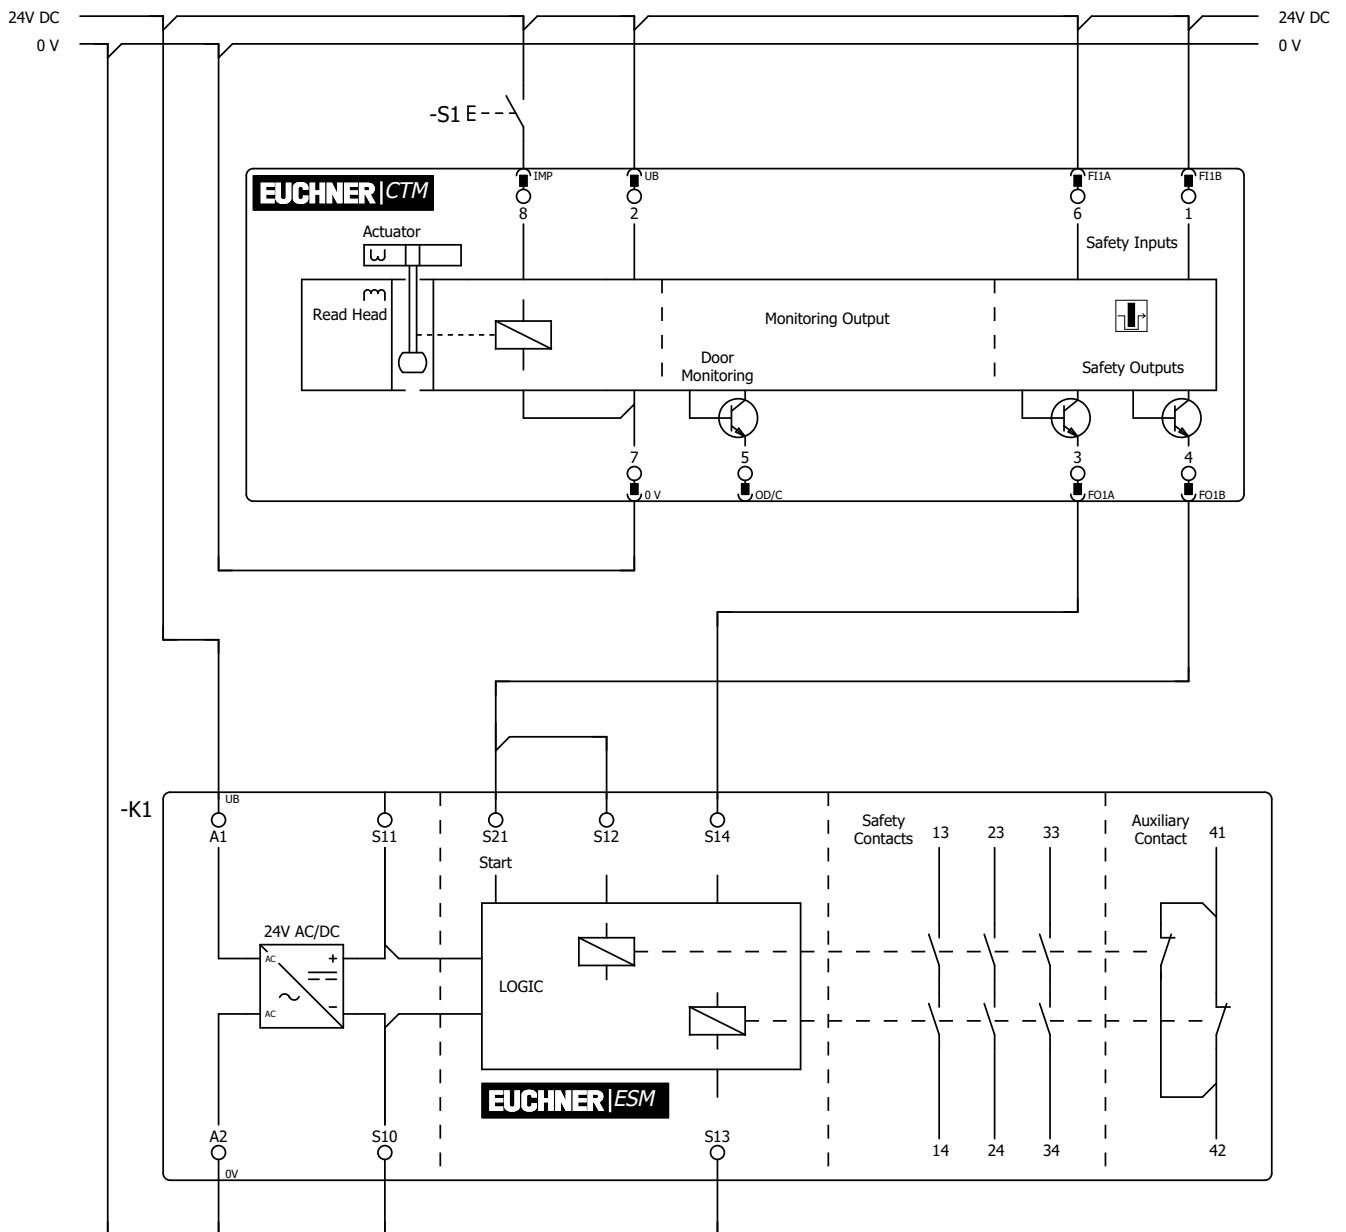 24V DC
24V DC
0 V
0 V
-S1
EUCHNER|CTM
IMP
UB
FI1A
FI1B
8
2
6
1
Actuator
Safety Inputs
Read Head
Monitoring Output
Door
Monitoring
Safety Outputs
7
5
3
4
0 V
OD/C
FO1A
FO1B
-K1
UB
A1
S11
S21
S12
S14
Safety
Contacts
13
23
33
Auxiliary
Contact
41
Start
24V AC/DC
AC
+
LOGIC
AC
−
EUCHNER|ESM
A2
S10
S13
14
24
34
42
0V